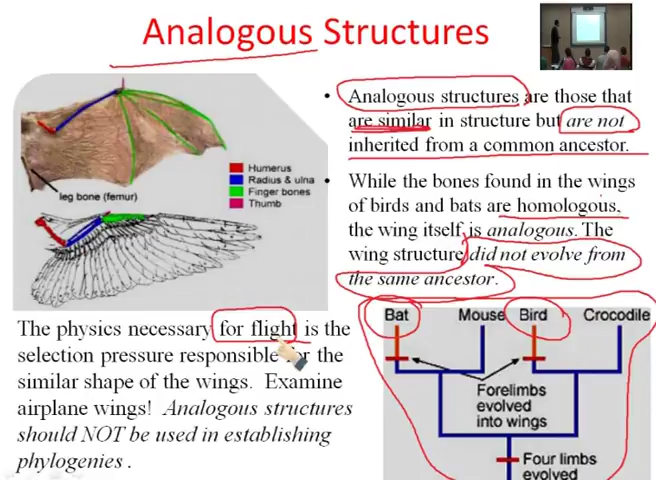 Analogous Structures
Humerus
Radius & ulna
Finger bones
Thumb
leg bone (femur)
• Analogous structures are those that
are similar in structure but are not
inherited from a common ancestor.
While the bones found in the wings
of birds and bats are homologous,
the wing itself is analogous. The
wing structure did not evolve from
the same ancestor.
The physics necessary for flight is the
selection pressure responsible for the
similar shape of the wings. Examine
airplane wings! Analogous structures
should NOT be used in establishing
phylogenies.
Bat Mouse Bird Crocodile
Forelimbs
evolved
into wings
Four limbs
evolved